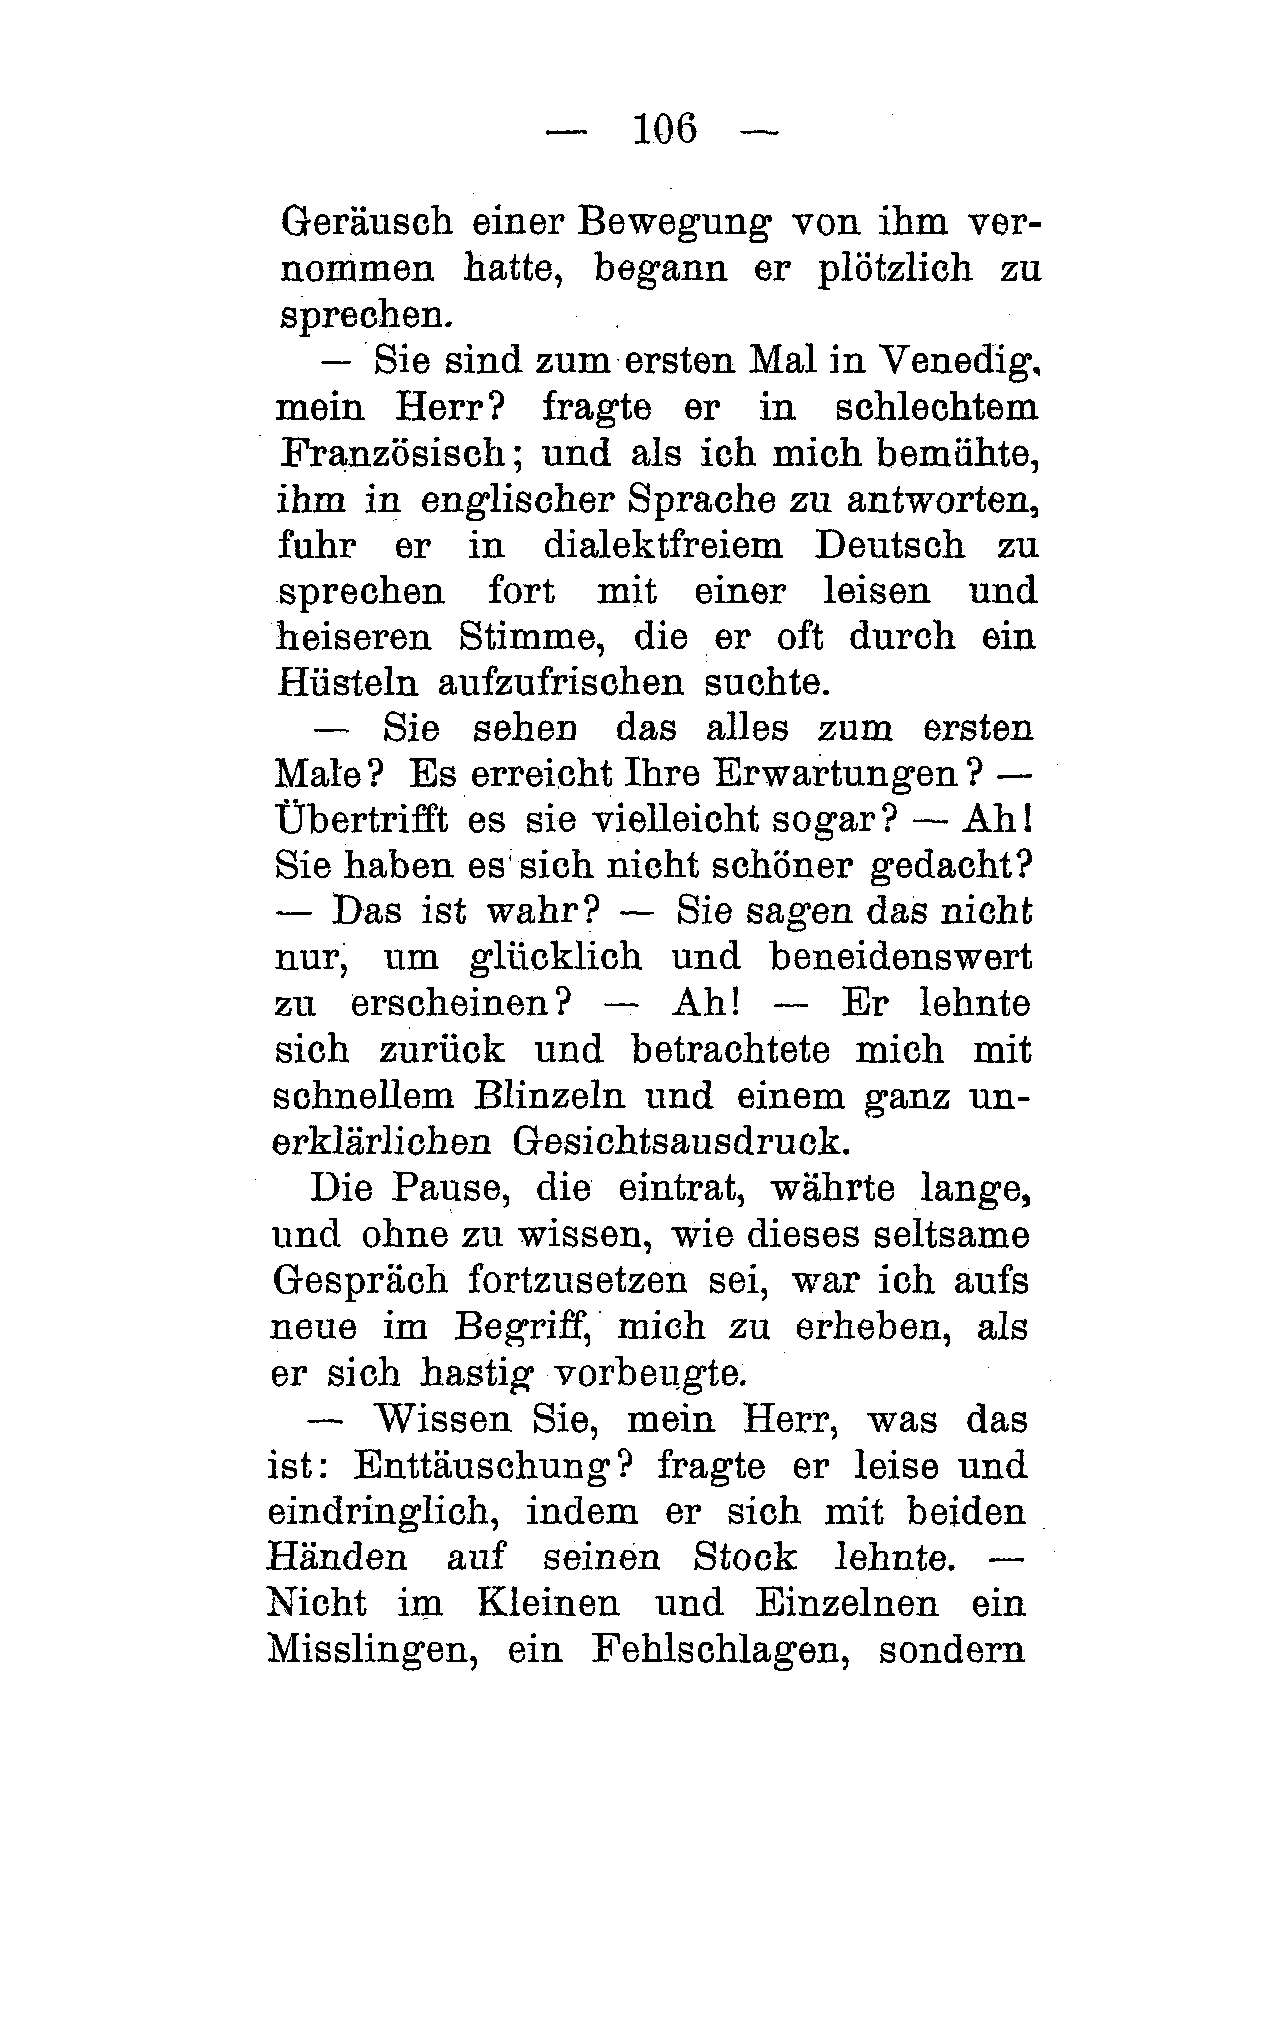 — 106 —
Geräusch einer Bewegung von ihm ver-
nommen hatte, begann er plötzlich zu
sprechen.
— Sie sind zum ersten Mal in Venedig,
mein Herr? fragte er in schlechtem
Französisch; und als ich mich bemühte,
ihm in englischer Sprache zu antworten,
fuhr er in dialektfreiem Deutsch zu
sprechen fort mit einer leisen und
heiseren Stimme, die er oft durch ein
Hüsteln aufzufrischen suchte.
— Sie sehen das alles zum ersten
Male? Es erreicht Ihre Erwartungen? —
Übertrifft es sie vielleicht sogar? — Ah!
Sie haben es sich nicht schöner gedacht?
— Das ist wahr? — Sie sagen das nicht
nur, um glücklich und beneidenswert
zu erscheinen? — Ah! — Er lehnte
sich zurück und betrachtete mich mit
schnellem Blinzeln und einem ganz un-
erklärlichen Gesichtsausdruck.
Die Pause, die eintrat, währte lange,
und ohne zu wissen, wie dieses seltsame
Gespräch fortzusetzen sei, war ich aufs
neue im Begriff, mich zu erheben, als
er sich hastig vorbeugte.
— Wissen Sie, mein Herr, was das
ist: Enttäuschung? fragte er leise und
eindringlich, indem er sich mit beiden
Händen auf seinen Stock lehnte. —
Nicht im Kleinen und Einzelnen ein
Misslingen, ein Fehlschlagen, sondern